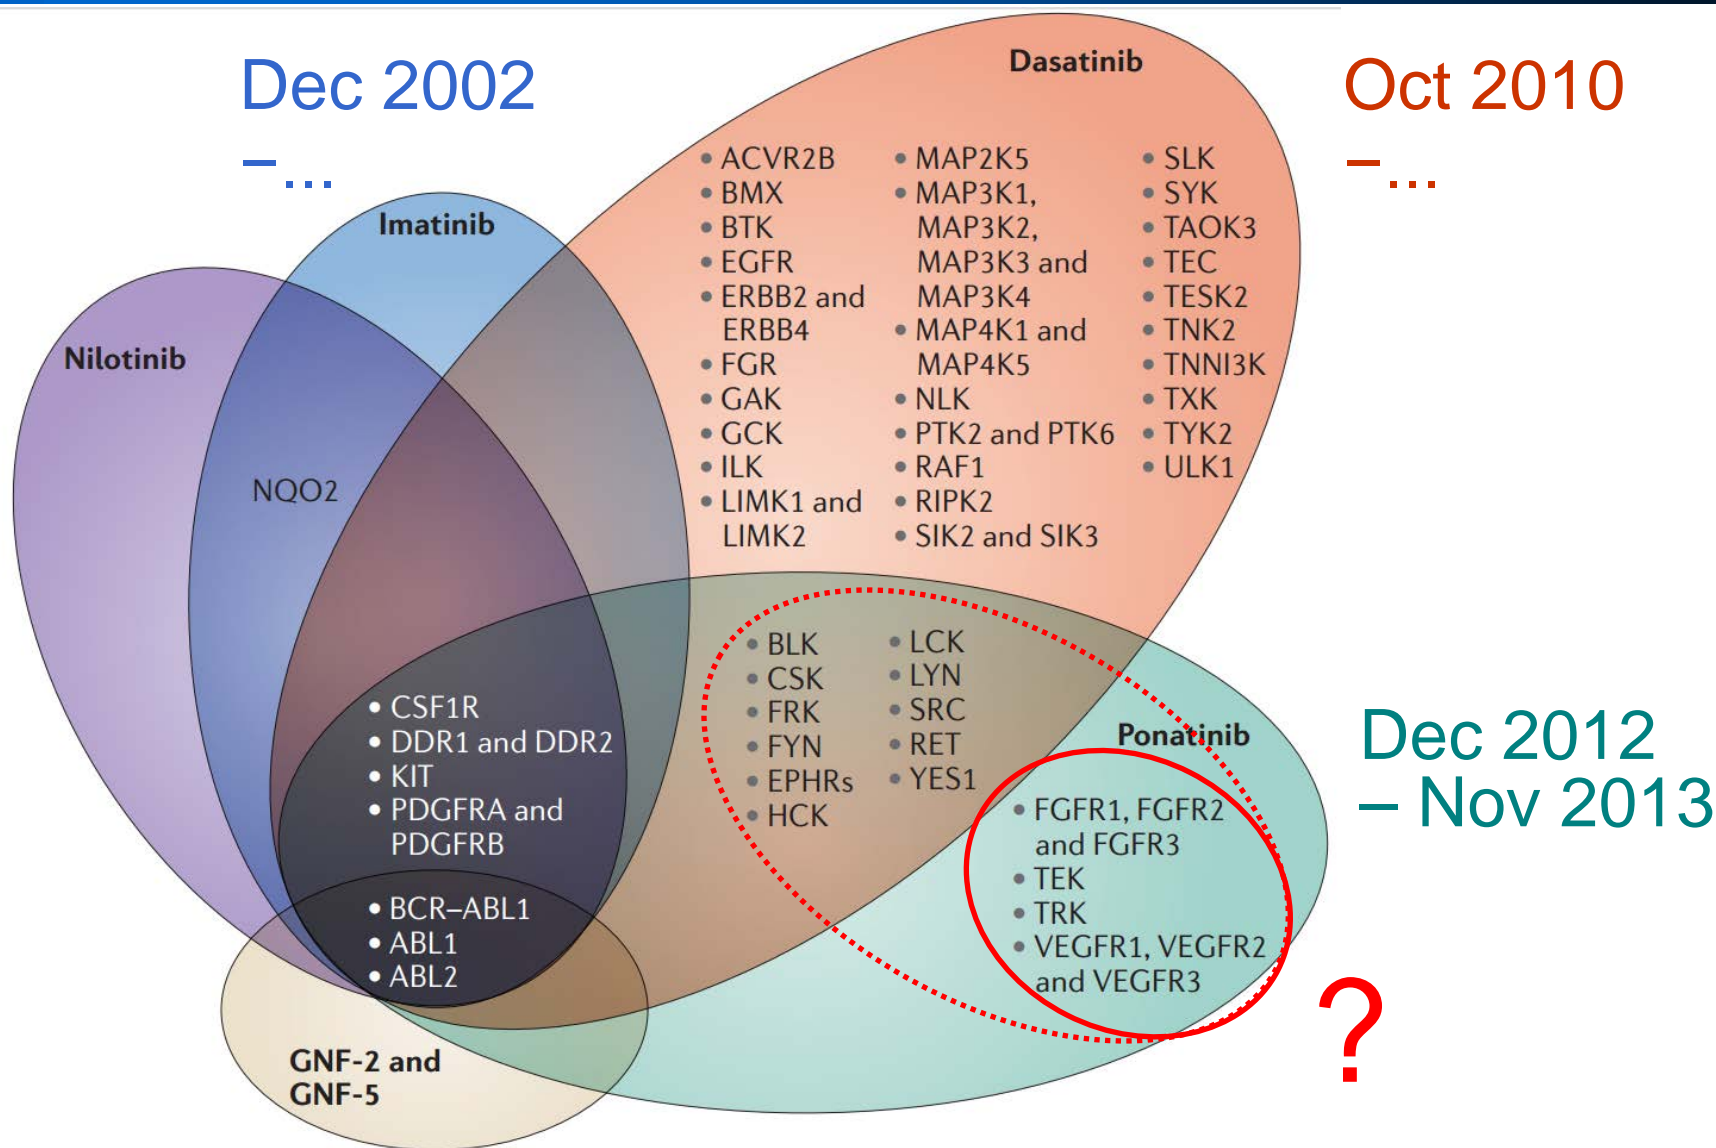 Dec 2002
–...
Dasatinib
Oct 2010
–...
Imatinib
Nilotinib
NQO2
• ACVR2B
• BMX
• BTK
• EGFR
• ERBB2 and
ERBB4
• FGR
• GAK
• GCK
• ILK
• LIMK1 and
LIMK2
• MAP2K5
• MAP3K1,
MAP3K2,
MAP3K3 and
MAP3K4
• MAP4K1 and
MAP4K5
• NLK
• PTK2 and PTK6
• RAF1
• RIPK2
• SIK2 and SIK3
• SLK
• SYK
• TAOK3
• TEC
• TESK2
• TNK2
• TNNI3K
• TXK
• TYK2
• ULK1
• BLK
• CSK
• FRK
• FYN
• EPHRs
• HCK
• LCK
• LYN
• SRC
• RET
• YES1
• CSF1R
• DDR1 and DDR2
• KIT
• PDGFRA and
PDGFRB
• BCR–ABL1
• ABL1
• ABL2
Ponatinib
• FGFR1, FGFR2
and FGFR3
• TEK
• TRK
• VEGFR1, VEGFR2
and VEGFR3
Dec 2012
– Nov 2013
?
GNF-2 and
GNF-5